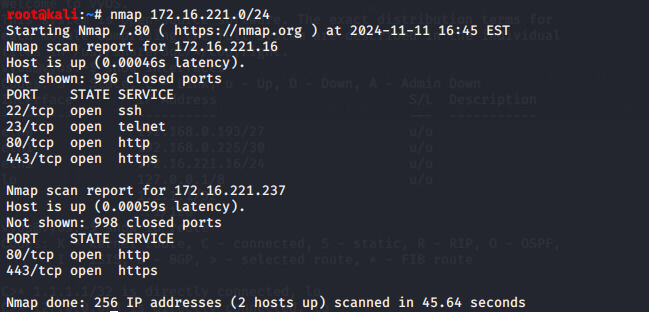 root@kali:~# nmap 172.16.221.0/24
Starting Nmap 7.80 ( https://nmap.org ) at 2024-11-11 16:45 EST
Nmap scan report for 172.16.221.16
Host is up (0.00046s latency).
Not shown: 996 closed ports
PORT    STATE SERVICE
22/tcp  open  ssh
23/tcp  open  telnet
80/tcp  open  http
443/tcp open  https
Nmap scan report for 172.16.221.237
Host is up (0.00059s latency).
Not shown: 998 closed ports
PORT    STATE SERVICE
80/tcp  open  http
443/tcp open  https
Nmap done: 256 IP addresses (2 hosts up) scanned in 45.64 seconds